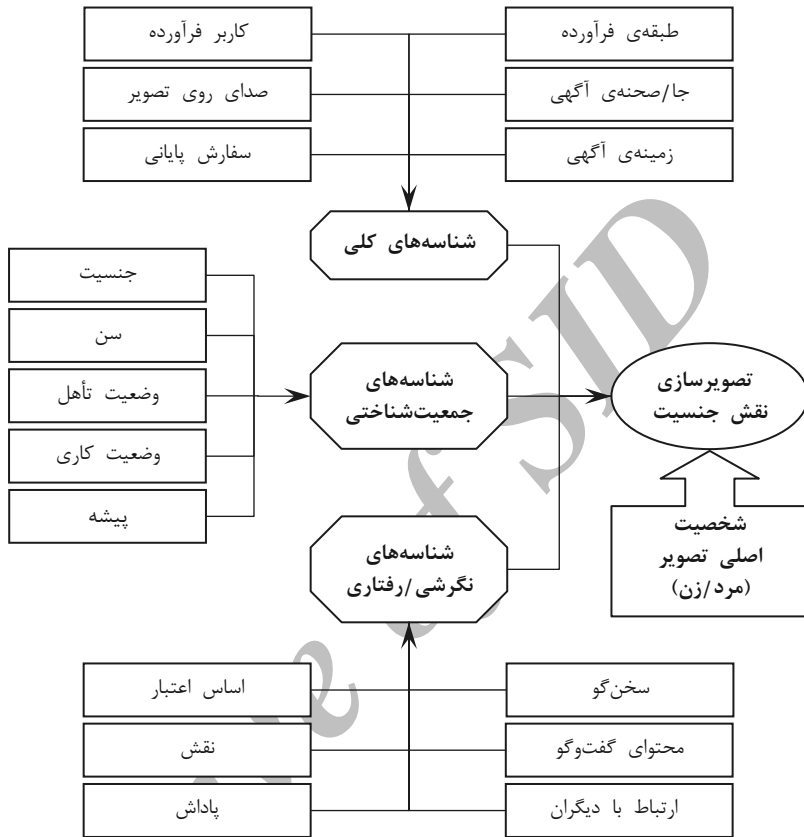 طبقه‌ی فرآورده
کاربر فرآورده
جا/صحنه‌ی آگهی
صدای روی تصویر
زمینه‌ی آگهی
سفارش پایانی
شناسه‌های کلی
جنسیت
سن
وضعیت تأهل
وضعیت کاری
پیشه
شناسه‌های
جمعیت‌شناختی
تصویرسازی
نقش جنسیت
شخصیت
اصلی تصویر
(مرد/زن)
شناسه‌های
نگرشی/رفتاری
سخن‌گو
اساس اعتبار
محتوای گفت‌وگو
نقش
ارتباط با دیگران
پاداش
of SID